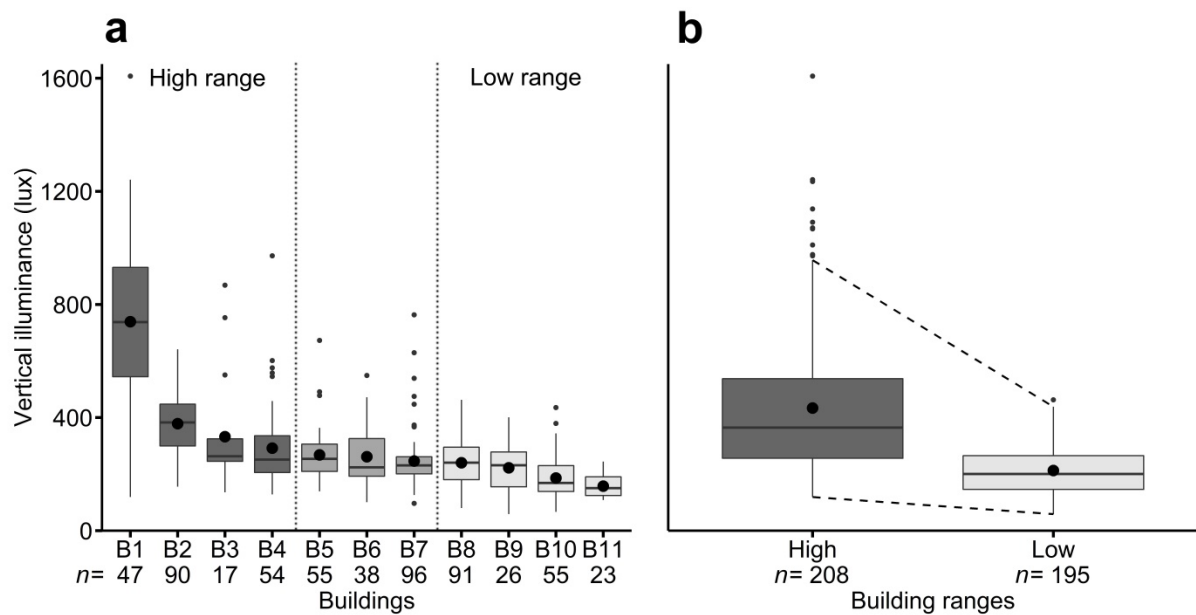 a
b
1600
High range
Low range
1200
800
400
0
Vertical illuminance (lux)
B1 B2 B3 B4 B5 B6 B7 B8 B9 B10 B11
n= 47 90 17 54 55 38 96 91 26 55 23
Buildings
High Low
n= 208 n= 195
Building ranges